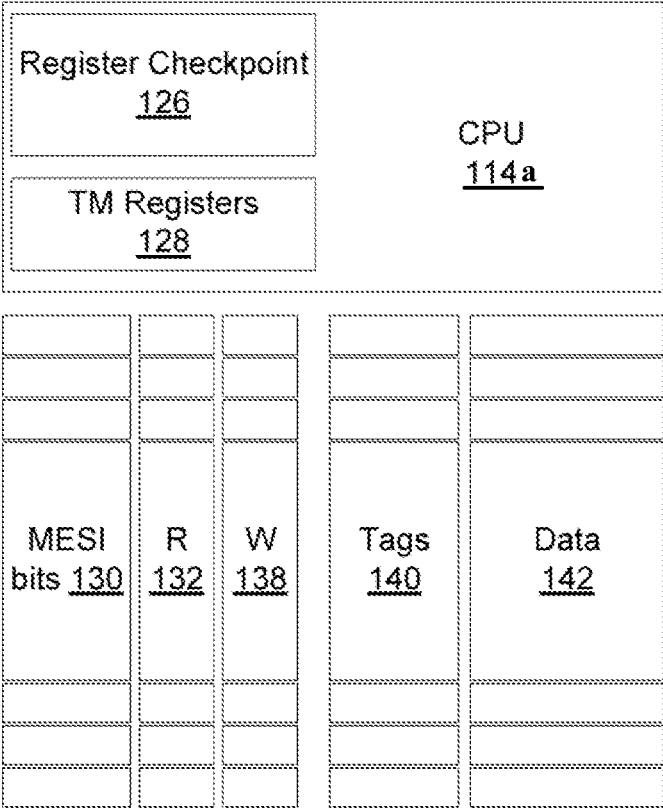 Register Checkpoint
126
CPU
114a
TM Registers
128
MESI
bits 130
R
132
W
138
Tags
140
Data
142